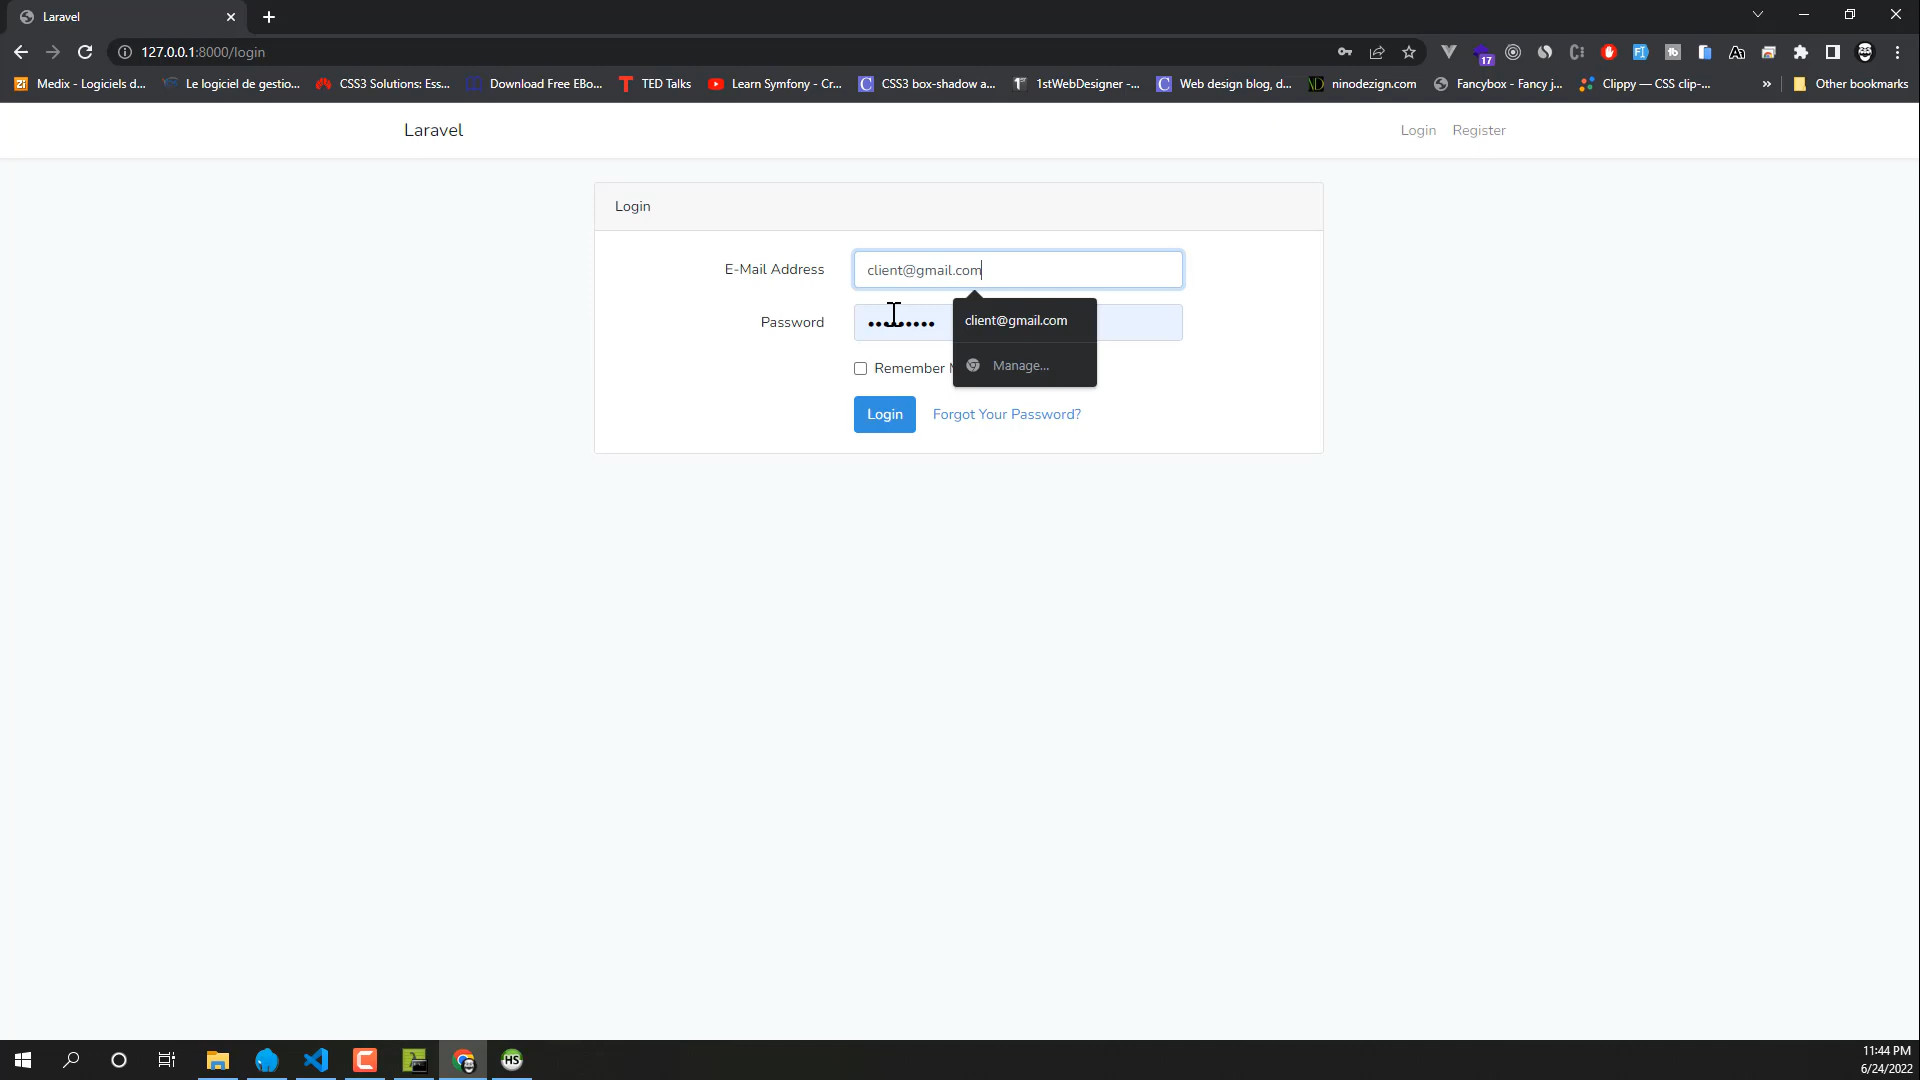 Laravel
127.0.0.1:8000/login
17
Medix - Logiciels d...
Le logiciel de gestio...
CSS3 Solutions: Ess...
Download Free EBo...
TED Talks
Learn Symfony - Cr...
CSS3 box-shadow a...
1stWebDesigner -...
Web design blog, d...
ninodezign.com
Fancybox - Fancy j...
Clippy — CSS clip-...
»
Other bookmarks
Laravel
Login
Register
Login
E-Mail Address
client@gmail.com
Password
client@gmail.com
Manage...
Remember
Login
Forgot Your Password?
HS
11:44 PM
6/24/2022